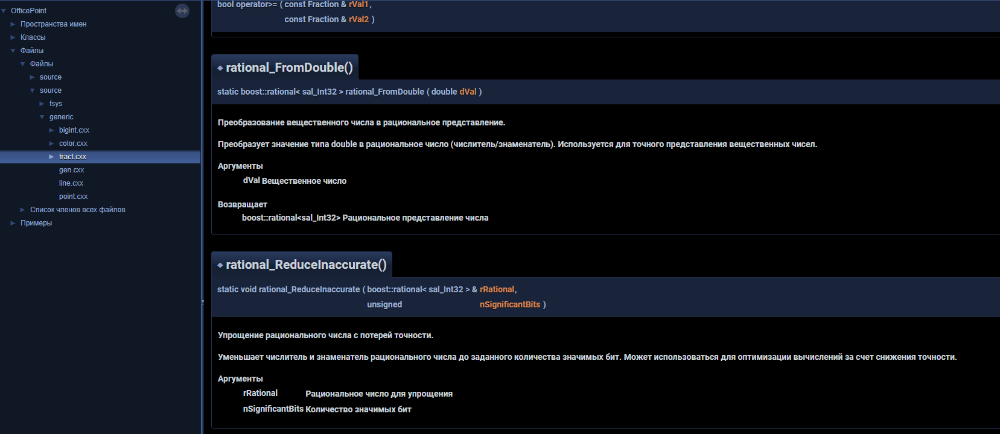 OfficePoint
Пространства имен
Классы
Файлы
Файлы
source
source
fsys
generic
bigint.cxx
color.cxx
fract.cxx
gen.cxx
line.cxx
point.cxx
Список членов всех файлов
Примеры
bool operator>= ( const Fraction & rVal1,
const Fraction & rVal2 )
rational_FromDouble()
static boost::rational< sal_Int32 > rational_FromDouble ( double dVal )
Преобразование вещественного числа в рациональное представление.
Преобразует значение типа double в рациональное число (числитель/знаменатель). Используется для точного представления вещественных чисел.
Аргументы
dVal Вещественное число
Возвращает
boost::rational<sal_Int32> Рациональное представление числа
rational_ReduceInaccurate()
static void rational_ReduceInaccurate ( boost::rational< sal_Int32 > & rRational,
unsigned nSignificantBits )
Упрощение рационального числа с потерей точности.
Уменьшает числитель и знаменатель рационального числа до заданного количества значимых бит. Может использоваться для оптимизации вычислений за счет снижения точности.
Аргументы
rRational Рациональное число для упрощения
nSignificantBits Количество значимых бит